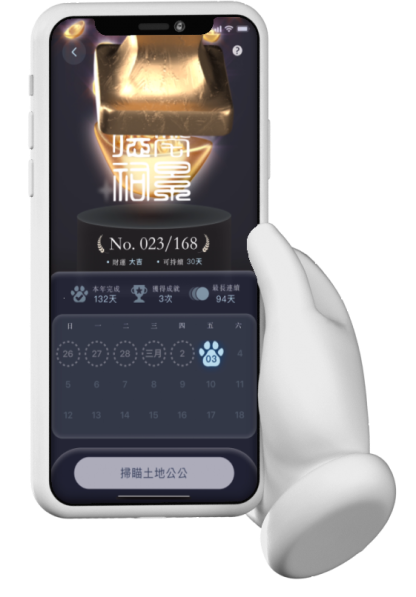 ?
No. 023/168
• 財運 大吉 • 可持續 30天
本年完成 獲得成就 最長連續
132天 3次 94天
日 一 二 三 四 五 六
26 27 28 三月 2 03 4
5 6 7 8 9 10 11
12 13 14 15 16 17 18
掃瞄土地公公